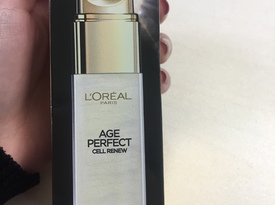 L'ORÉAL
PARIS
AGE
PERFECT
CELL RENEW